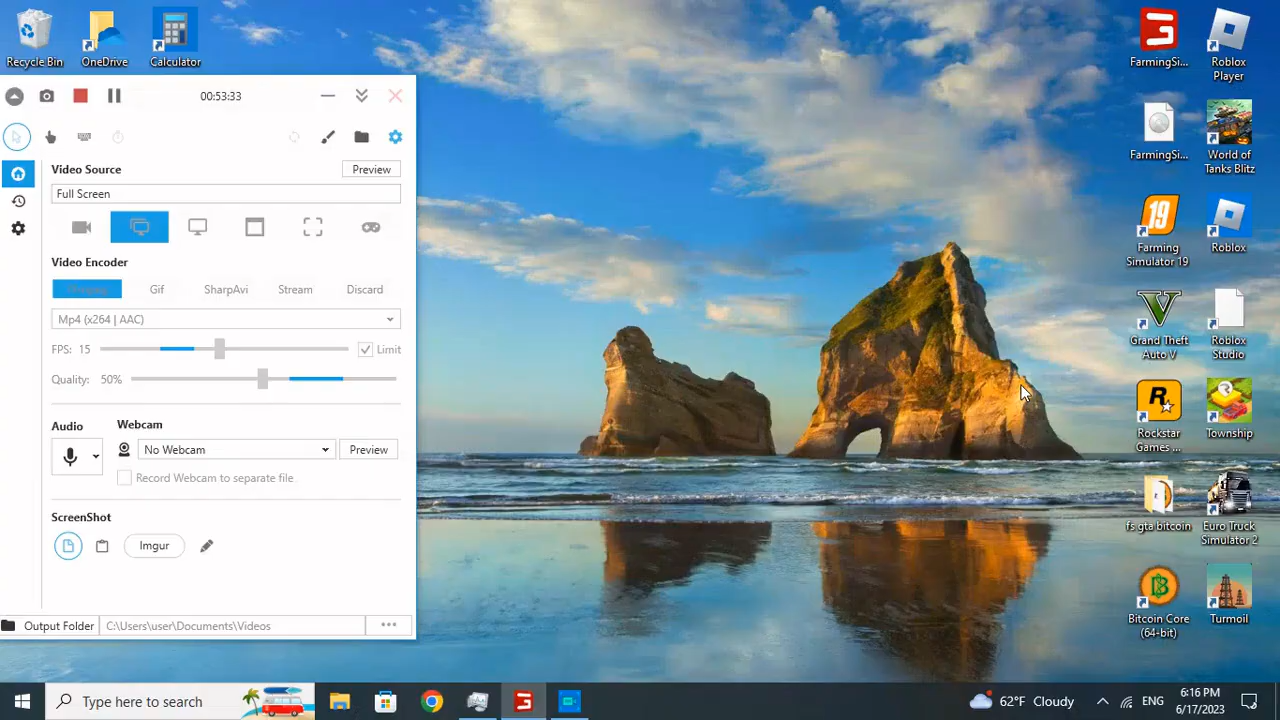 Recycle Bin
OneDrive
Calculator
00:53:33
Video Source
Preview
Full Screen
Video Encoder
Gif
SharpAvi
Stream
Discard
Mp4 (x264 | AAC)
FPS: 15
Limit
Quality: 50%
Audio
Webcam
No Webcam
Preview
Record Webcam to separate file
ScreenShot
Imgur
Output Folder
C:\Users\user\Documents\Videos
FarmingSi...
Roblox
Player
FarmingSi...
World of
Tanks Blitz
19
Farming
Simulator 19
Roblox
Grand Theft
Auto V
Roblox
Studio
Rockstar
Games ...
Township
fs gta bitcoin
Euro Truck
Simulator 2
Bitcoin Core
(64-bit)
Turmoil
Type here to search
62°F Cloudy
ENG
6:16 PM
6/17/2023